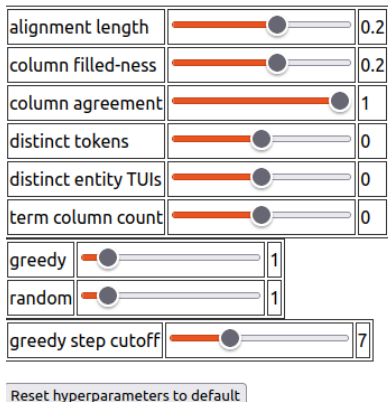 alignment length 0.2
column filled-ness 0.2
column agreement 1
distinct tokens 0
distinct entity TUIs 0
term column count 0
greedy 1
random 1
greedy step cutoff 7
Reset hyperparameters to default